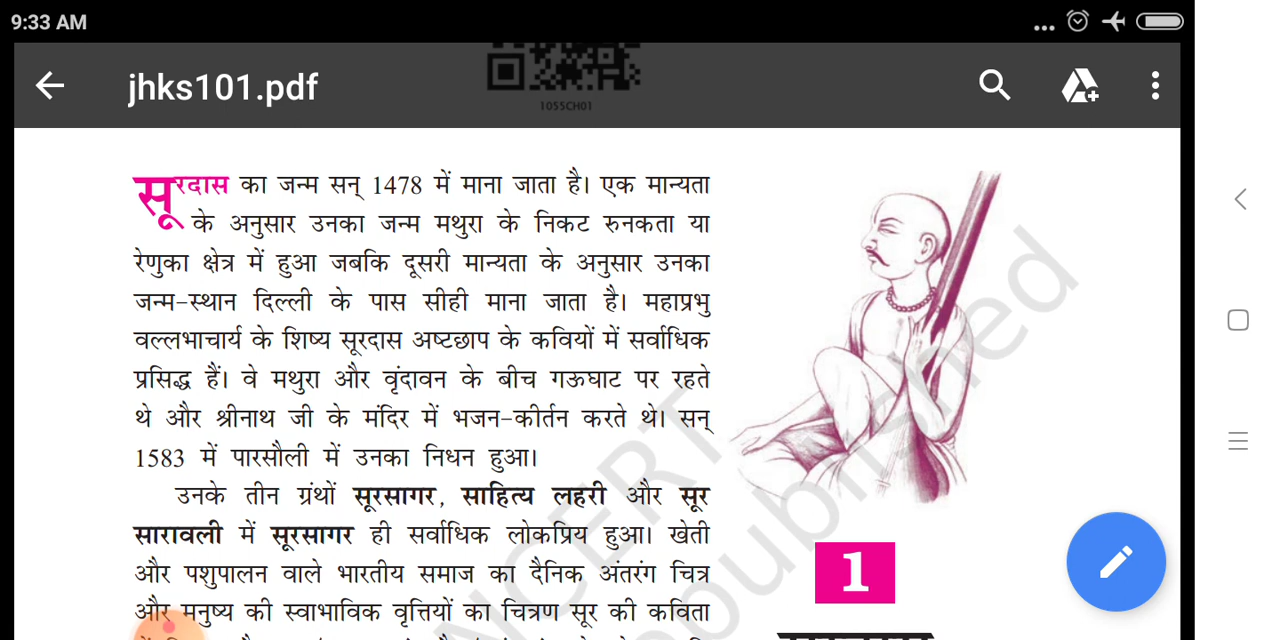 9:33 AM
jhks101.pdf
1055CH01
सूरदास का जन्म सन् 1478 में माना जाता है। एक मान्यता
के अनुसार उनका जन्म मथुरा के निकट रुनकता या
रेणुका क्षेत्र में हुआ जबकि दूसरी मान्यता के अनुसार उनका
जन्म-स्थान दिल्ली के पास सीही माना जाता है। महाप्रभु
वल्लभाचार्य के शिष्य सूरदास अष्टछाप के कवियों में सर्वाधिक
प्रसिद्ध हैं। वे मथुरा और वृंदावन के बीच गऊघाट पर रहते
थे और श्रीनाथ जी के मंदिर में भजन-कीर्तन करते थे। सन्
1583 में पारसौली में उनका निधन हुआ।
उनके तीन ग्रंथों सूरसागर, साहित्य लहरी और सूर
सारावली में सूरसागर ही सर्वाधिक लोकप्रिय हुआ। खेती
और पशुपालन वाले भारतीय समाज का दैनिक अंतरंग चित्र
और मनुष्य की स्वाभाविक वृत्तियों का चित्रण सूर की कविता
1
NCERT
published